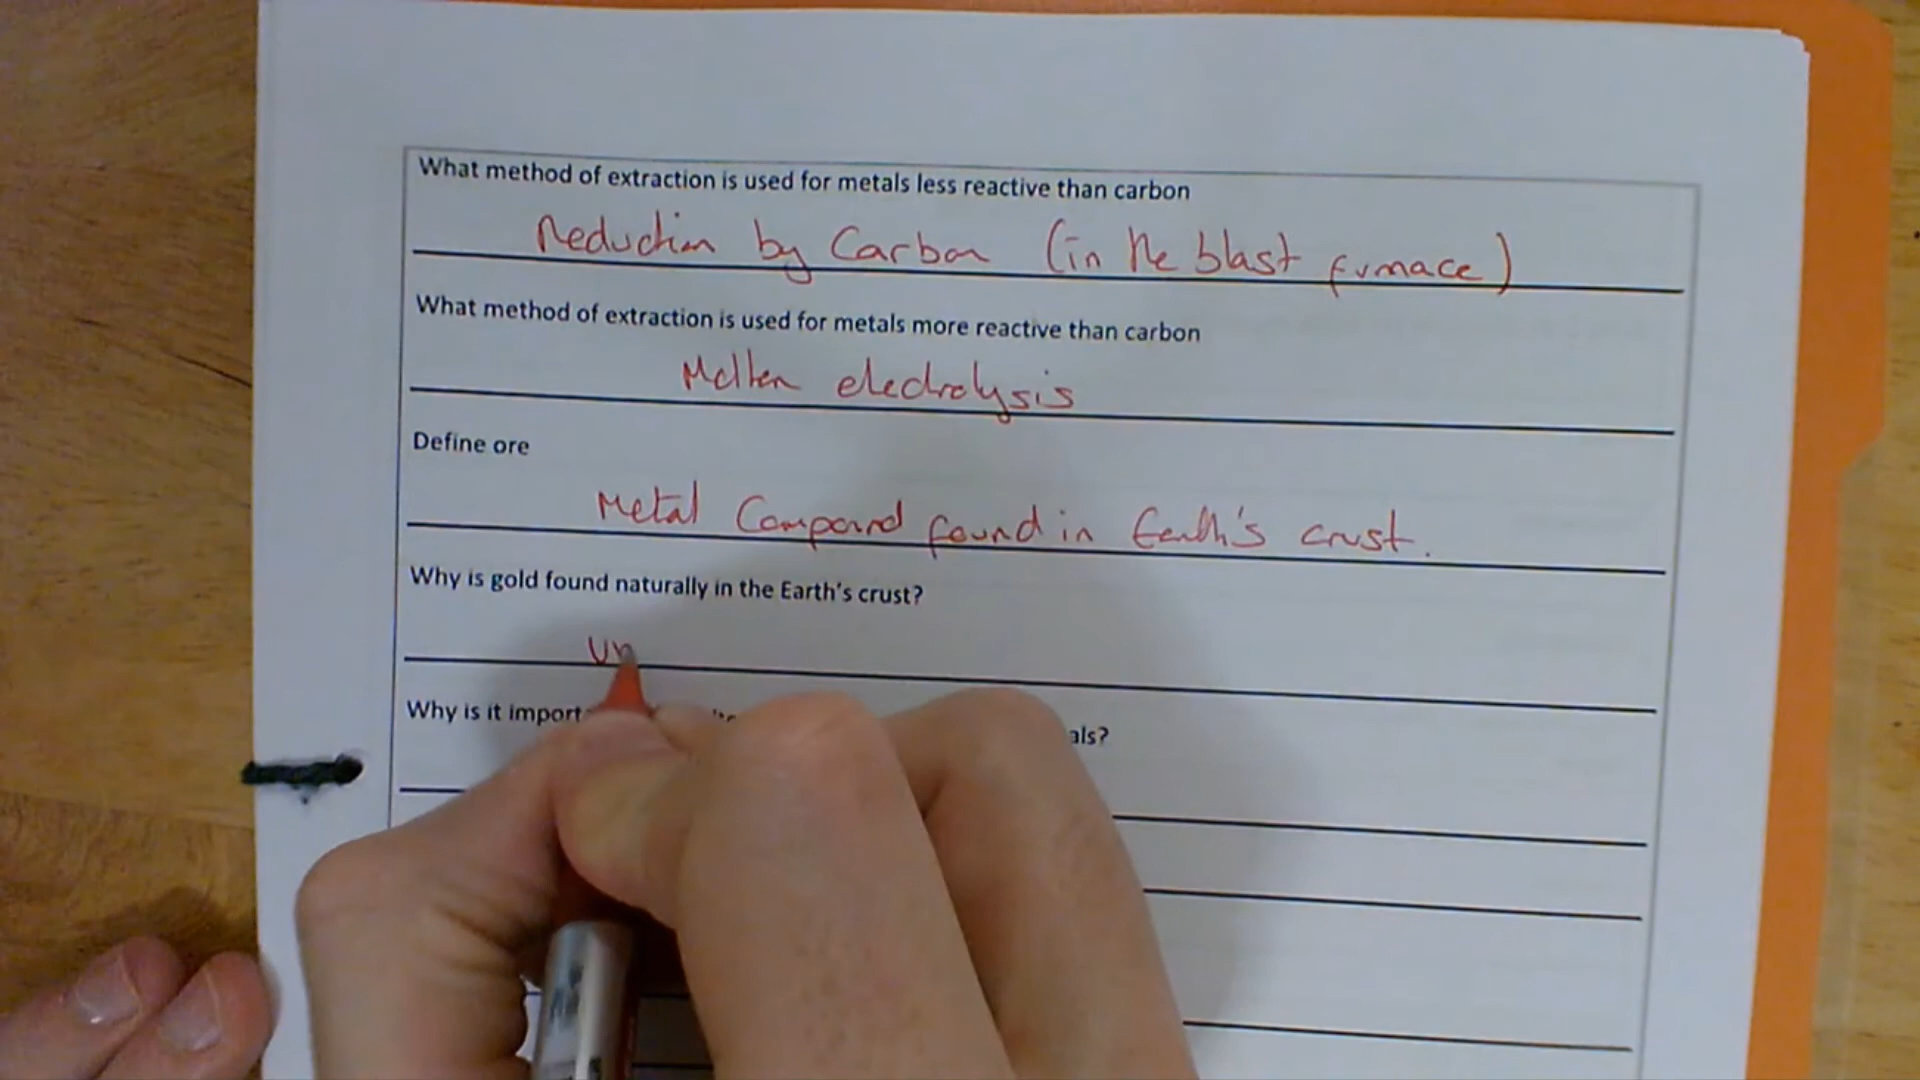 What method of extraction is used for metals less reactive than carbon
Reduction by Carbon (in the blast furnace)
What method of extraction is used for metals more reactive than carbon
Molten electrolysis
Define ore
Metal Compound found in Earth's crust.
Why is gold found naturally in the Earth's crust?
Un
Why is it